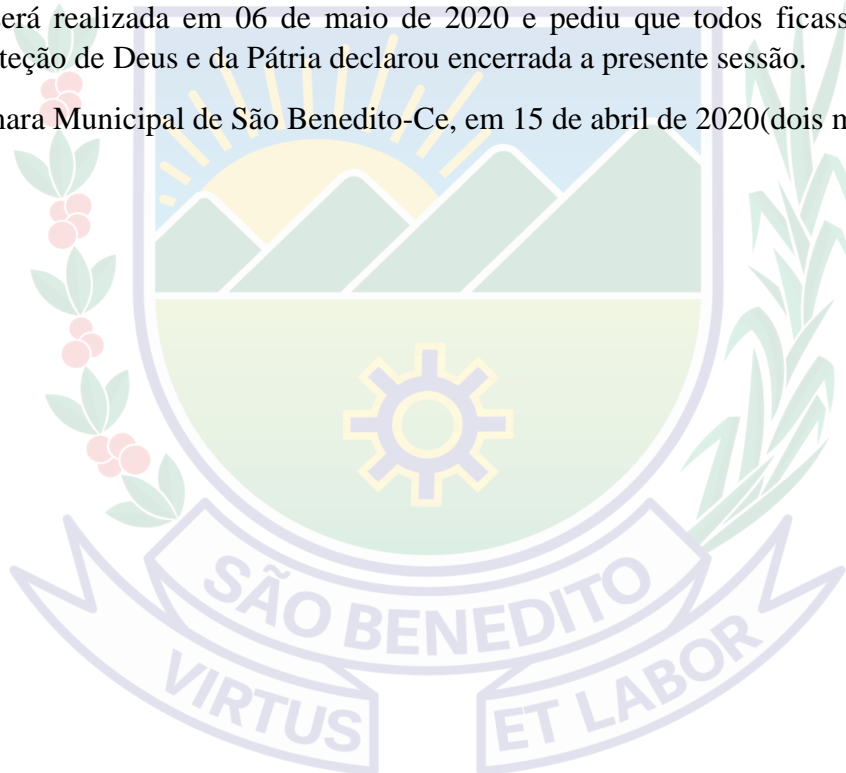 será realizada em 06 de maio de 2020 e pediu que todos ficass
teção de Deus e da Pátria declarou encerrada a presente sessão.
nara Municipal de São Benedito-Ce, em 15 de abril de 2020(dois m
SÃO BENEDITO
VIRTUS ET LABOR